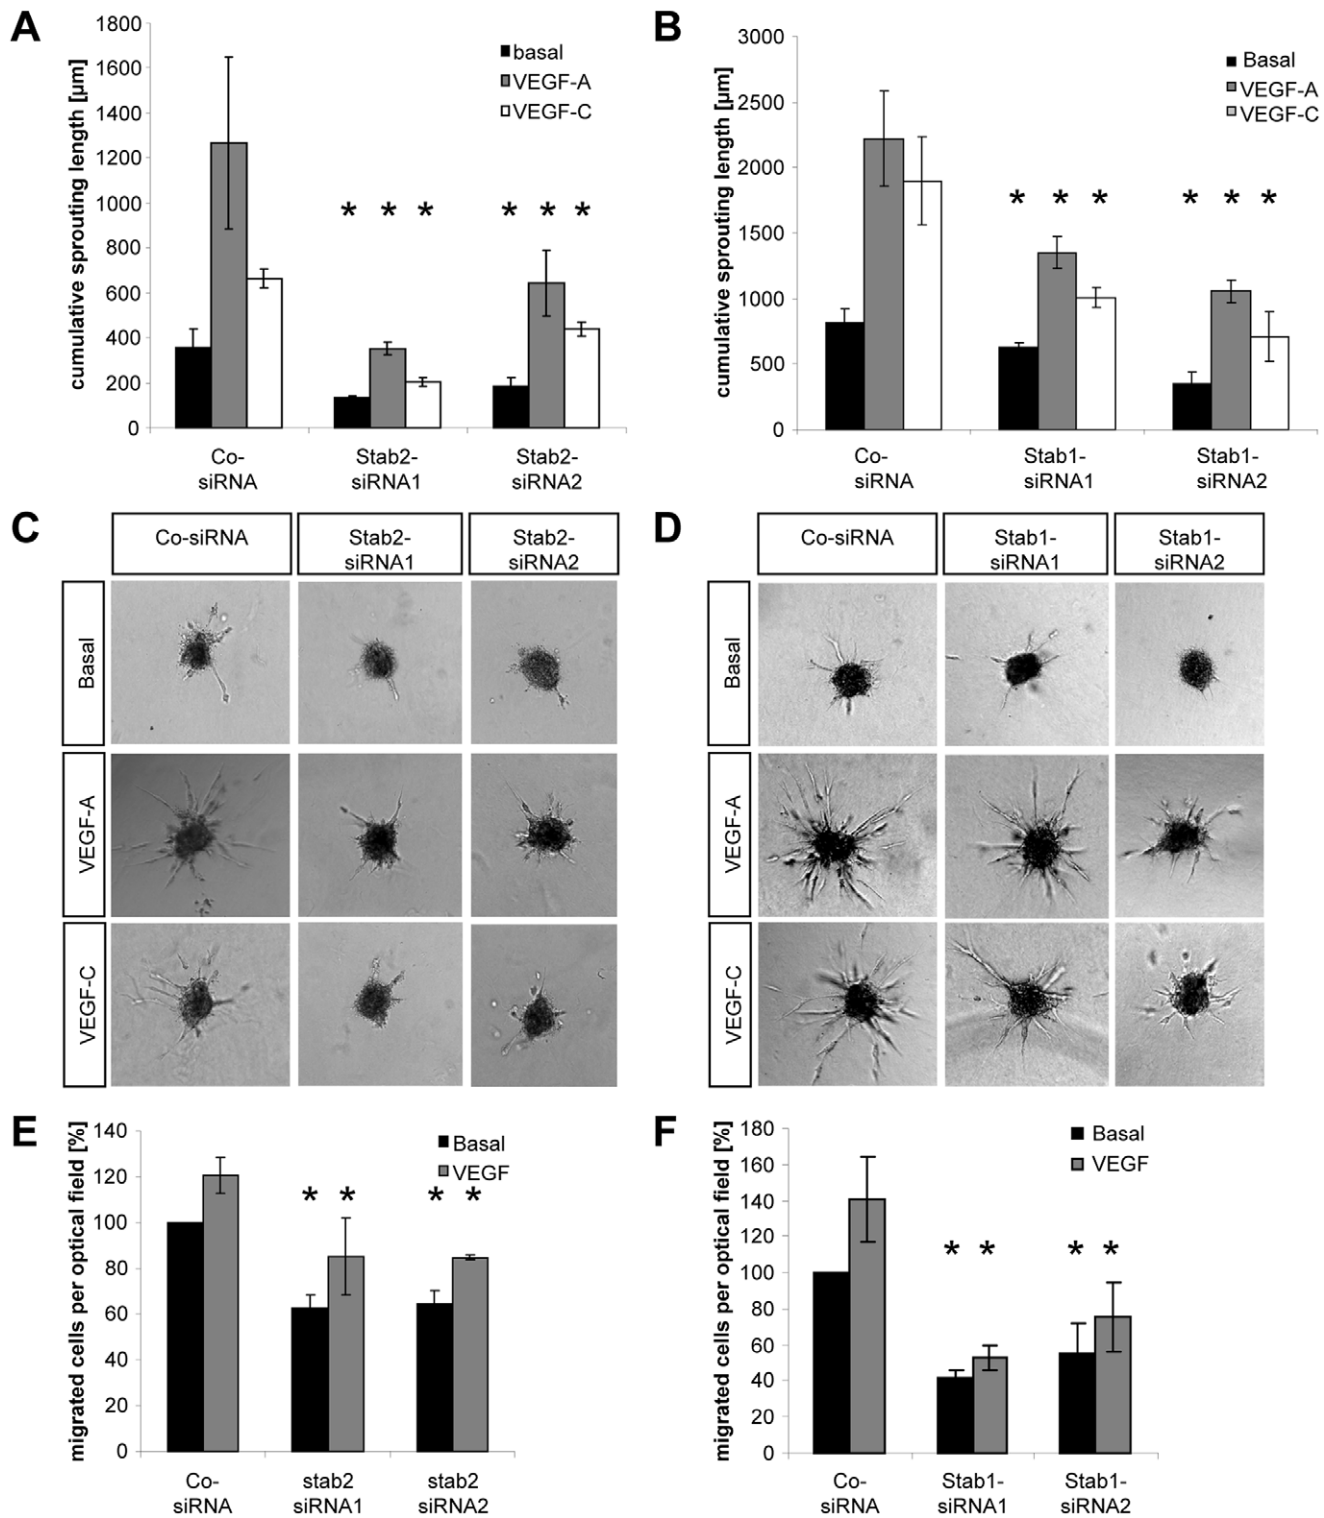 A
cumulative sprouting length [µm]
1800
1600
1400
1200
1000
800
600
400
200
0
basal
VEGF-A
VEGF-C
* * * * * *
Co-
siRNA
Stab2-
siRNA1
Stab2-
siRNA2
B
cumulative sprouting length [µm]
3000
2500
2000
1500
1000
500
0
Basal
VEGF-A
VEGF-C
* * * * * *
Co-
siRNA
Stab1-
siRNA1
Stab1-
siRNA2
C
Co-siRNA
Stab2-
siRNA1
Stab2-
siRNA2
Basal
VEGF-A
VEGF-C
D
Co-siRNA
Stab1-
siRNA1
Stab1-
siRNA2
Basal
VEGF-A
VEGF-C
E
migrated cells per optical field [%]
140
120
100
80
60
40
20
0
Basal
VEGF
* * * *
Co-
siRNA
stab2
siRNA1
stab2
siRNA2
F
migrated cells per optical field [%]
180
160
140
120
100
80
60
40
20
0
Basal
VEGF
* * * *
Co-
siRNA
Stab1-
siRNA1
Stab1-
siRNA2